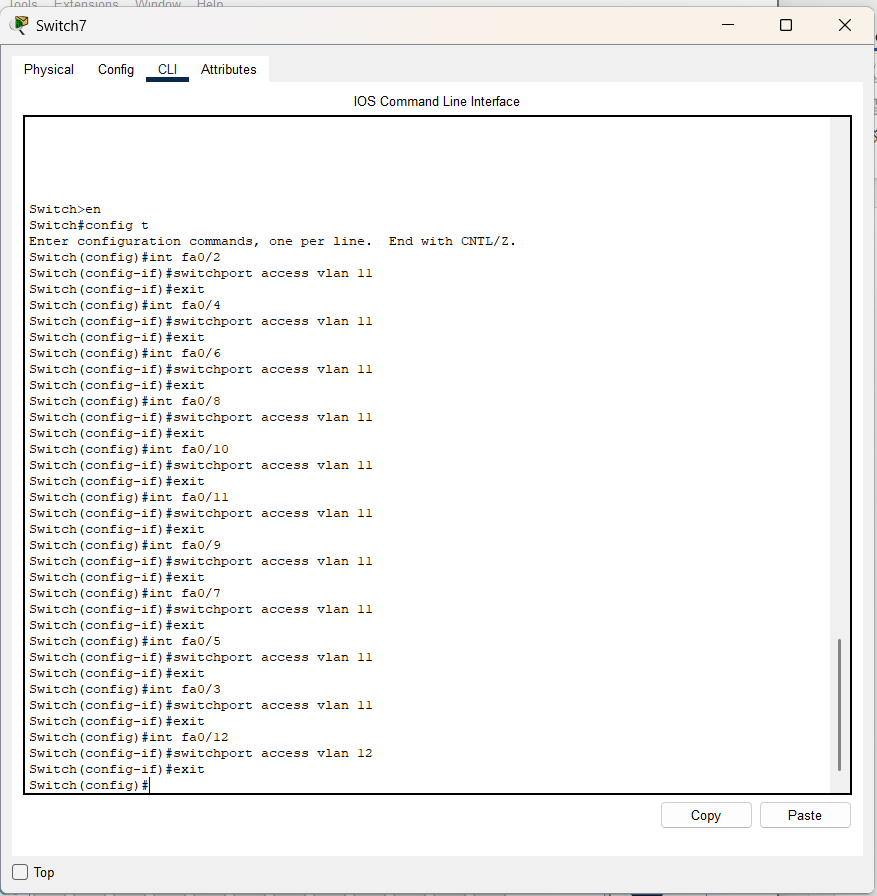 Tools Extensions Window Help
Switch7
Physical Config CLI Attributes
IOS Command Line Interface
Switch>en
Switch#config t
Enter configuration commands, one per line.  End with CNTL/Z.
Switch(config)#int fa0/2
Switch(config-if)#switchport access vlan 11
Switch(config-if)#exit
Switch(config)#int fa0/4
Switch(config-if)#switchport access vlan 11
Switch(config-if)#exit
Switch(config)#int fa0/6
Switch(config-if)#switchport access vlan 11
Switch(config-if)#exit
Switch(config)#int fa0/8
Switch(config-if)#switchport access vlan 11
Switch(config-if)#exit
Switch(config)#int fa0/10
Switch(config-if)#switchport access vlan 11
Switch(config-if)#exit
Switch(config)#int fa0/11
Switch(config-if)#switchport access vlan 11
Switch(config-if)#exit
Switch(config)#int fa0/9
Switch(config-if)#switchport access vlan 11
Switch(config-if)#exit
Switch(config)#int fa0/7
Switch(config-if)#switchport access vlan 11
Switch(config-if)#exit
Switch(config)#int fa0/5
Switch(config-if)#switchport access vlan 11
Switch(config-if)#exit
Switch(config)#int fa0/3
Switch(config-if)#switchport access vlan 11
Switch(config-if)#exit
Switch(config)#int fa0/12
Switch(config-if)#switchport access vlan 12
Switch(config-if)#exit
Switch(config)#
Copy Paste
Top